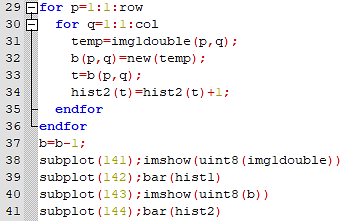 29 for p=1:1:row
30 for q=1:1:col
31 temp=imgldouble(p,q);
32 b(p,q)=new(temp);
33 t=b(p,q);
34 hist2(t)=hist2(t)+1;
35 endfor
36 endfor
37 b=b-1;
38 subplot(141);imshow(uint8(imgldouble))
39 subplot(142);bar(hist1)
40 subplot(143);imshow(uint8(b))
41 subplot(144);bar(hist2)